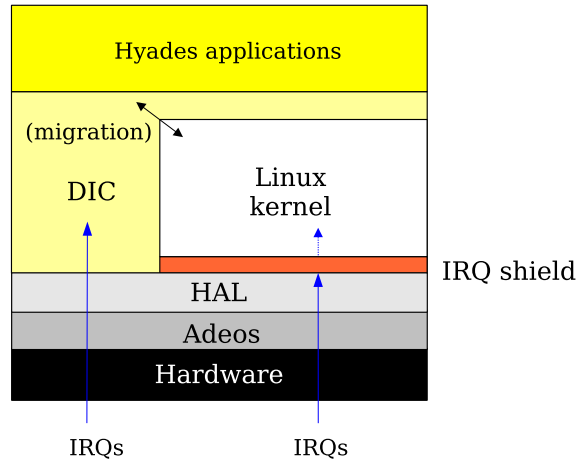 Hyades applications
(migration)
DIC
Linux
kernel
IRQ shield
HAL
Adeos
Hardware
IRQs
IRQs